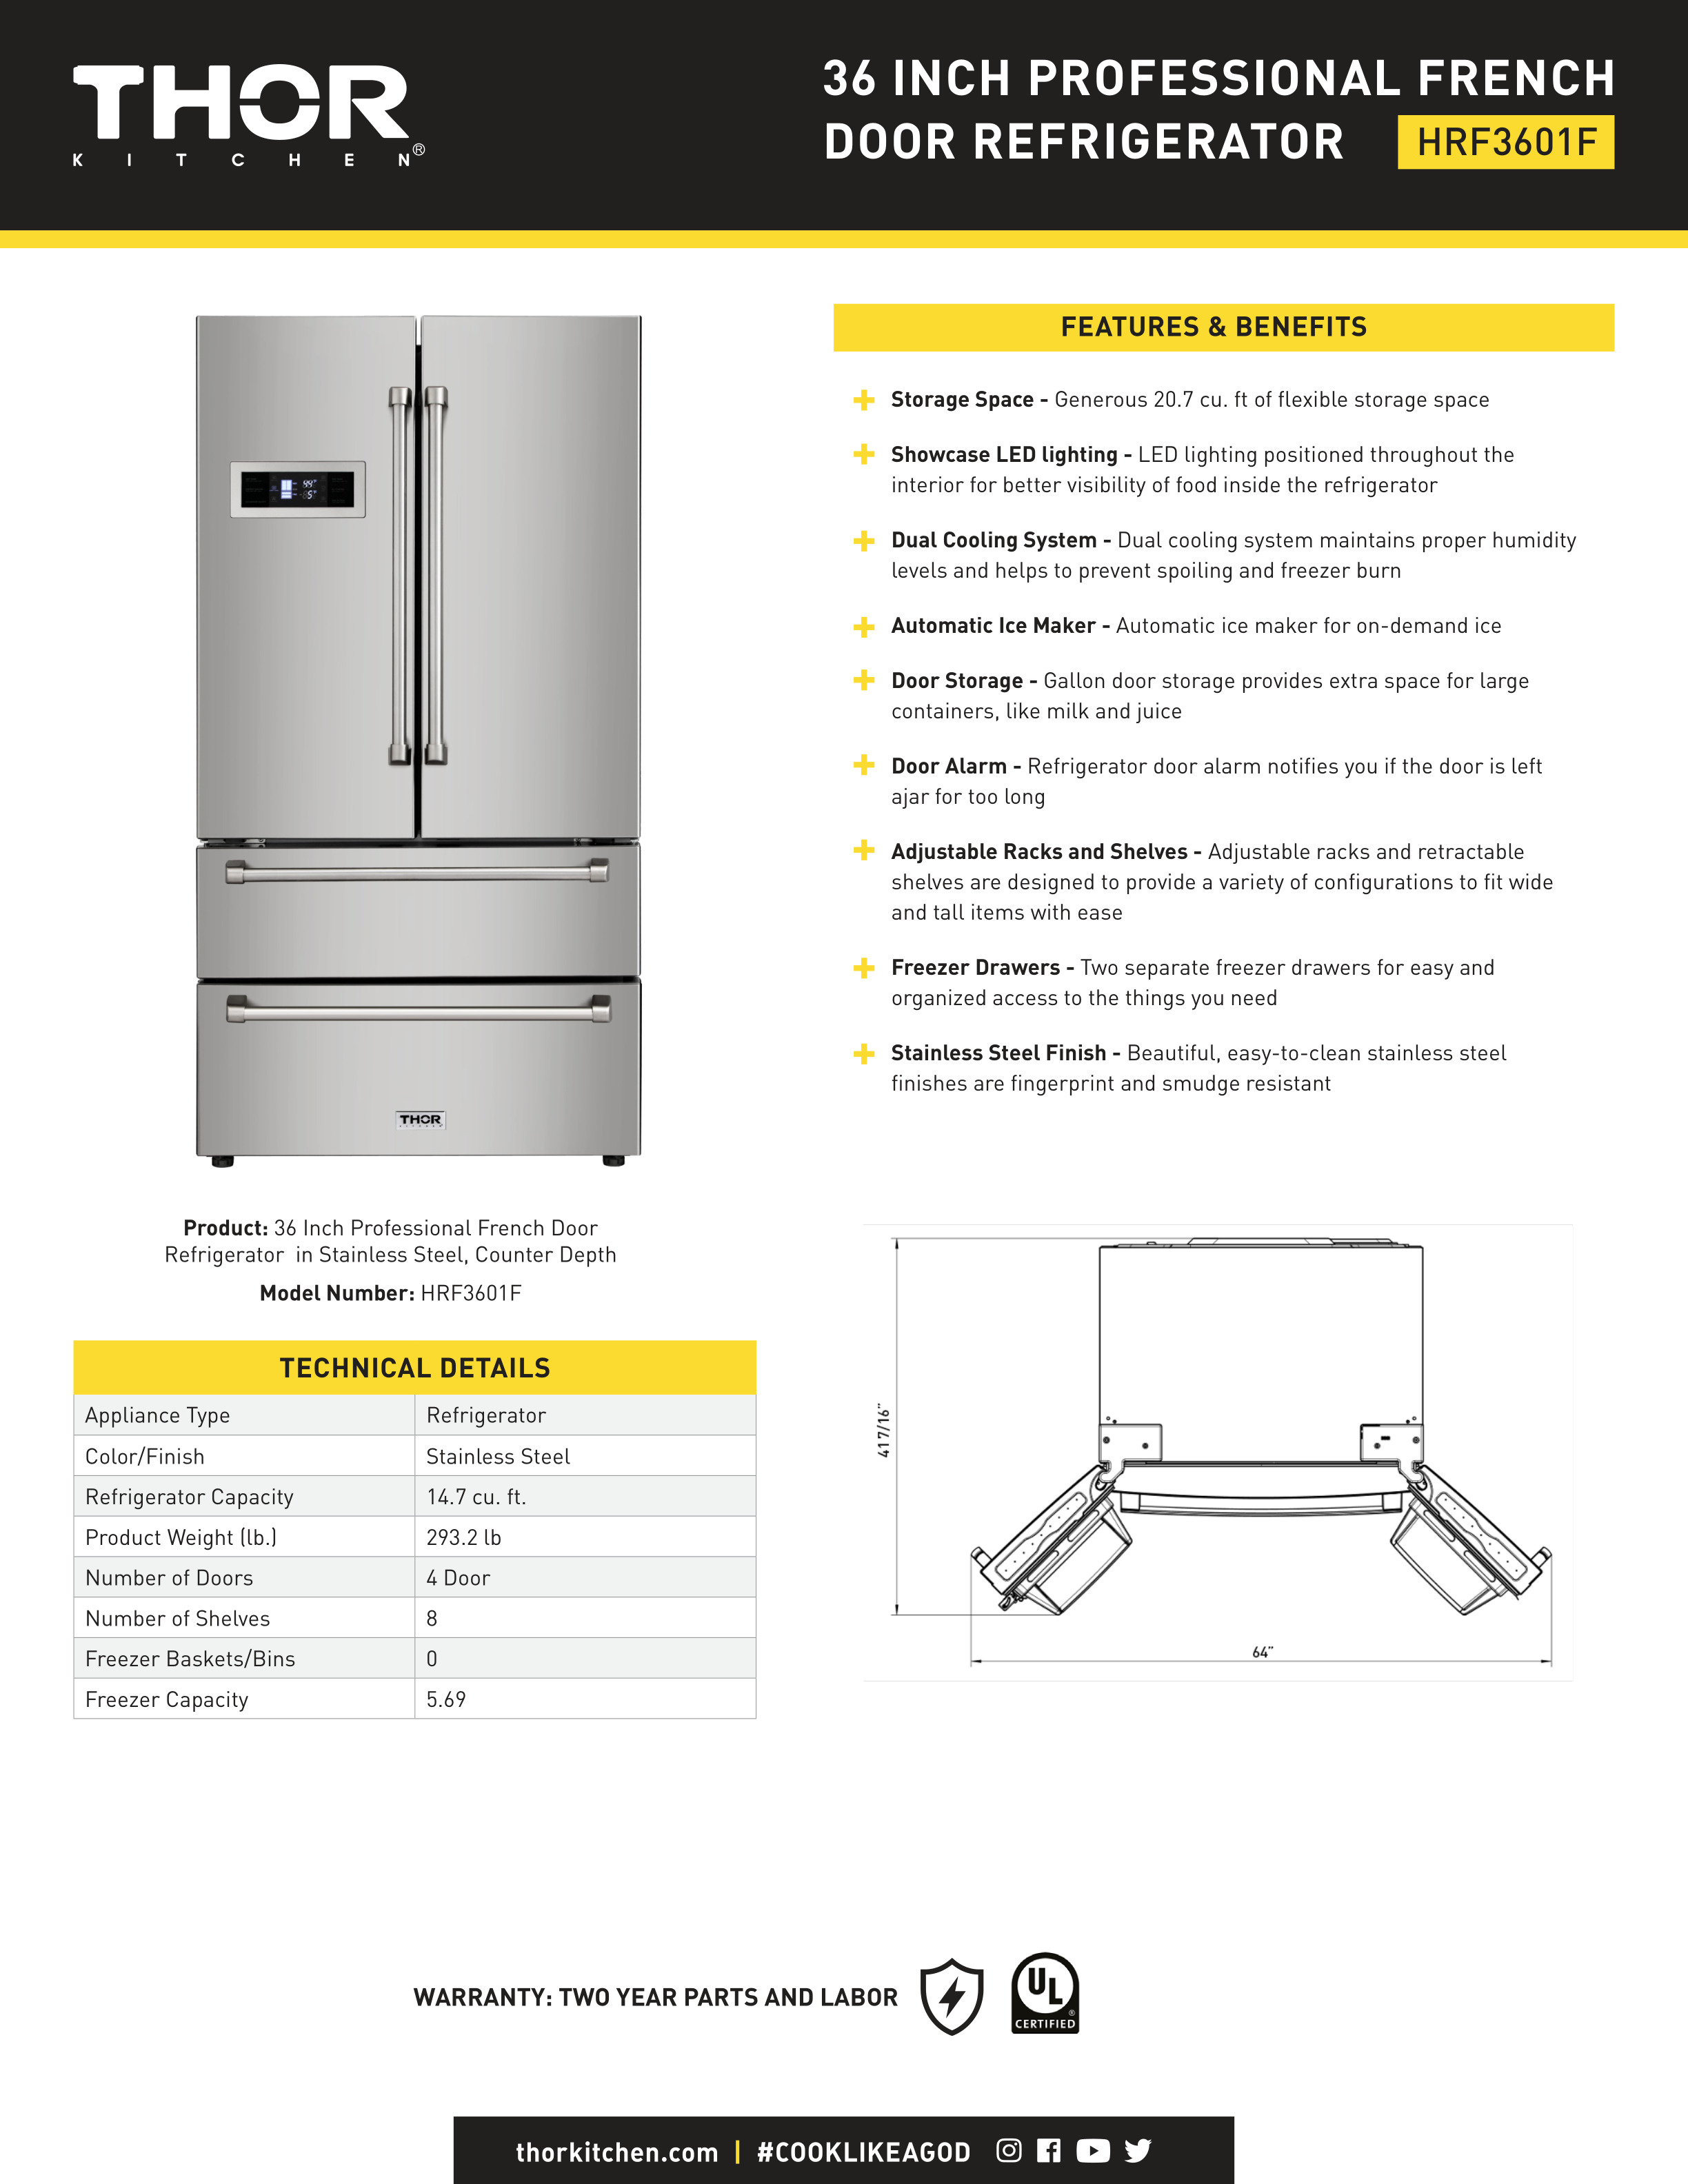 THOR
KITCHEN®
36 INCH PROFESSIONAL FRENCH
DOOR REFRIGERATOR HRF3601F
FEATURES & BENEFITS
Storage Space - Generous 20.7 cu. ft of flexible storage space
Showcase LED lighting - LED lighting positioned throughout the
interior for better visibility of food inside the refrigerator
Dual Cooling System - Dual cooling system maintains proper humidity
levels and helps to prevent spoiling and freezer burn
Automatic Ice Maker - Automatic ice maker for on-demand ice
Door Storage - Gallon door storage provides extra space for large
containers, like milk and juice
Door Alarm - Refrigerator door alarm notifies you if the door is left
ajar for too long
Adjustable Racks and Shelves - Adjustable racks and retractable
shelves are designed to provide a variety of configurations to fit wide
and tall items with ease
Freezer Drawers - Two separate freezer drawers for easy and
organized access to the things you need
Stainless Steel Finish - Beautiful, easy-to-clean stainless steel
finishes are fingerprint and smudge resistant
44°
-5°
THOR
KITCHEN
Product: 36 Inch Professional French Door
Refrigerator in Stainless Steel, Counter Depth
Model Number: HRF3601F
TECHNICAL DETAILS
Appliance Type Refrigerator
Color/Finish Stainless Steel
Refrigerator Capacity 14.7 cu. ft.
Product Weight (lb.) 293.2 lb
Number of Doors 4 Door
Number of Shelves 8
Freezer Baskets/Bins 0
Freezer Capacity 5.69
41 7/16"
64"
WARRANTY: TWO YEAR PARTS AND LABOR
UL
®
CERTIFIED
thorkitchen.com | #COOKLIKEAGOD